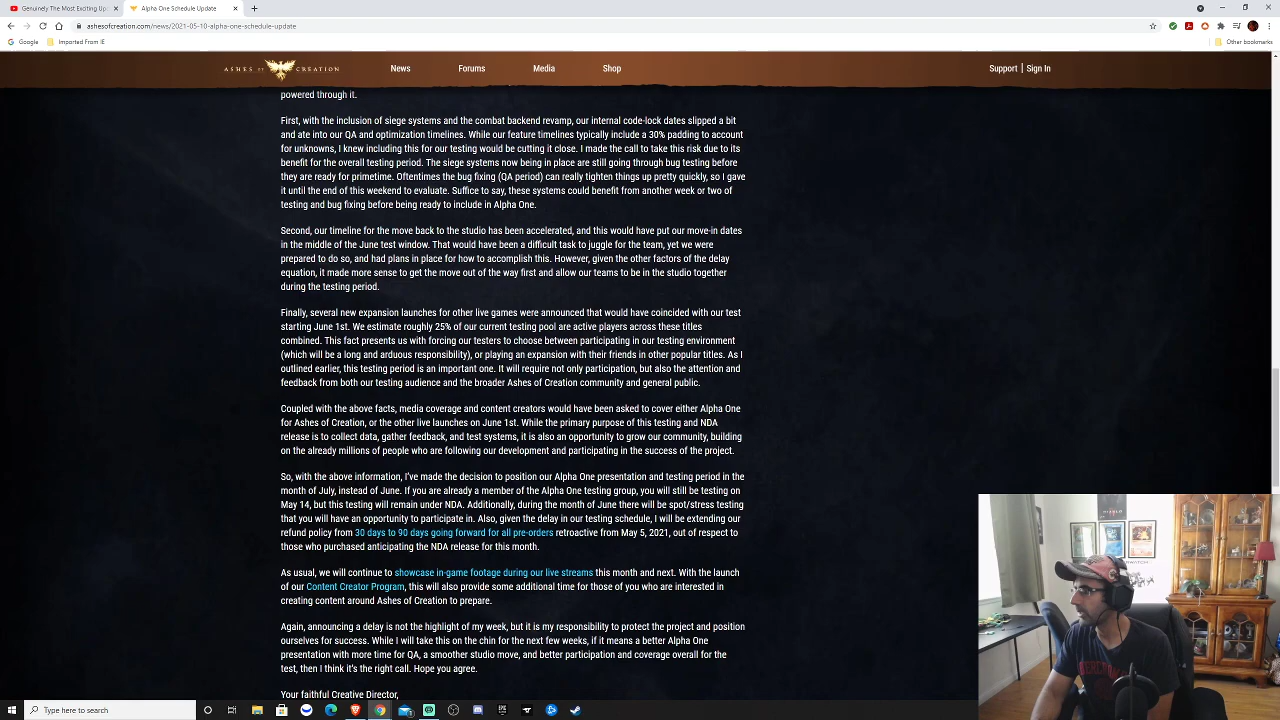 Genuinely The Most Exciting Up
Alpha One Schedule Update
ashesofcreation.com/news/2021-05-10-alpha-one-schedule-update
Google
Imported From IE
Other bookmarks
ASHES OF CREATION
News
Forums
Media
Shop
Support | Sign In
powered through it.
First, with the inclusion of siege systems and the combat backend revamp, our internal code-lock dates slipped a bit
and ate into our QA and optimization timelines. While our feature timelines typically include a 30% padding to account
for unknowns, I knew including this for our testing would be cutting it close. I made the call to take this risk due to its
benefit for the overall testing period. The siege systems now being in place are still going through bug testing before
they are ready for primetime. Oftentimes the bug fixing (QA period) can really tighten things up pretty quickly, so I gave
it until the end of this weekend to evaluate. Suffice to say, these systems could benefit from another week or two of
testing and bug fixing before being ready to include in Alpha One.
Second, our timeline for the move back to the studio has been accelerated, and this would have put our move-in dates
in the middle of the June test window. That would have been a difficult task to juggle for the team, yet we were
prepared to do so, and had plans in place for how to accomplish this. However, given the other factors of the delay
equation, it made more sense to get the move out of the way first and allow our teams to be in the studio together
during the testing period.
Finally, several new expansion launches for other live games were announced that would have coincided with our test
starting June 1st. We estimate roughly 25% of our current testing pool are active players across these titles
combined. This fact presents us with forcing our testers to choose between participating in our testing environment
(which will be a long and arduous responsibility), or playing an expansion with their friends in other popular titles. As I
outlined earlier, this testing period is an important one. It will require not only participation, but also the attention and
feedback from both our testing audience and the broader Ashes of Creation community and general public.
Coupled with the above facts, media coverage and content creators would have been asked to cover either Alpha One
for Ashes of Creation, or the other live launches on June 1st. While the primary purpose of this testing and NDA
release is to collect data, gather feedback, and test systems, it is also an opportunity to grow our community, building
on the already millions of people who are following our development and participating in the success of the project.
So, with the above information, I've made the decision to position our Alpha One presentation and testing period in the
month of July, instead of June. If you are already a member of the Alpha One testing group, you will still be testing on
May 14, but this testing will remain under NDA. Additionally, during the month of June there will be spot/stress testing
that you will have an opportunity to participate in. Also, given the delay in our testing schedule, I will be extending our
refund policy from 30 days to 90 days going forward for all pre-orders retroactive from May 5, 2021, out of respect to
those who purchased anticipating the NDA release for this month.
As usual, we will continue to showcase in-game footage during our live streams this month and next. With the launch
of our Content Creator Program, this will also provide some additional time for those of you who are interested in
creating content around Ashes of Creation to prepare.
Again, announcing a delay is not the highlight of my week, but it is my responsibility to protect the project and position
ourselves for success. While I will take this on the chin for the next few weeks, if it means a better Alpha One
presentation with more time for QA, a smoother studio move, and better participation and coverage overall for the
test, then I think it's the right call. Hope you agree.
Your faithful Creative Director,
Type here to search